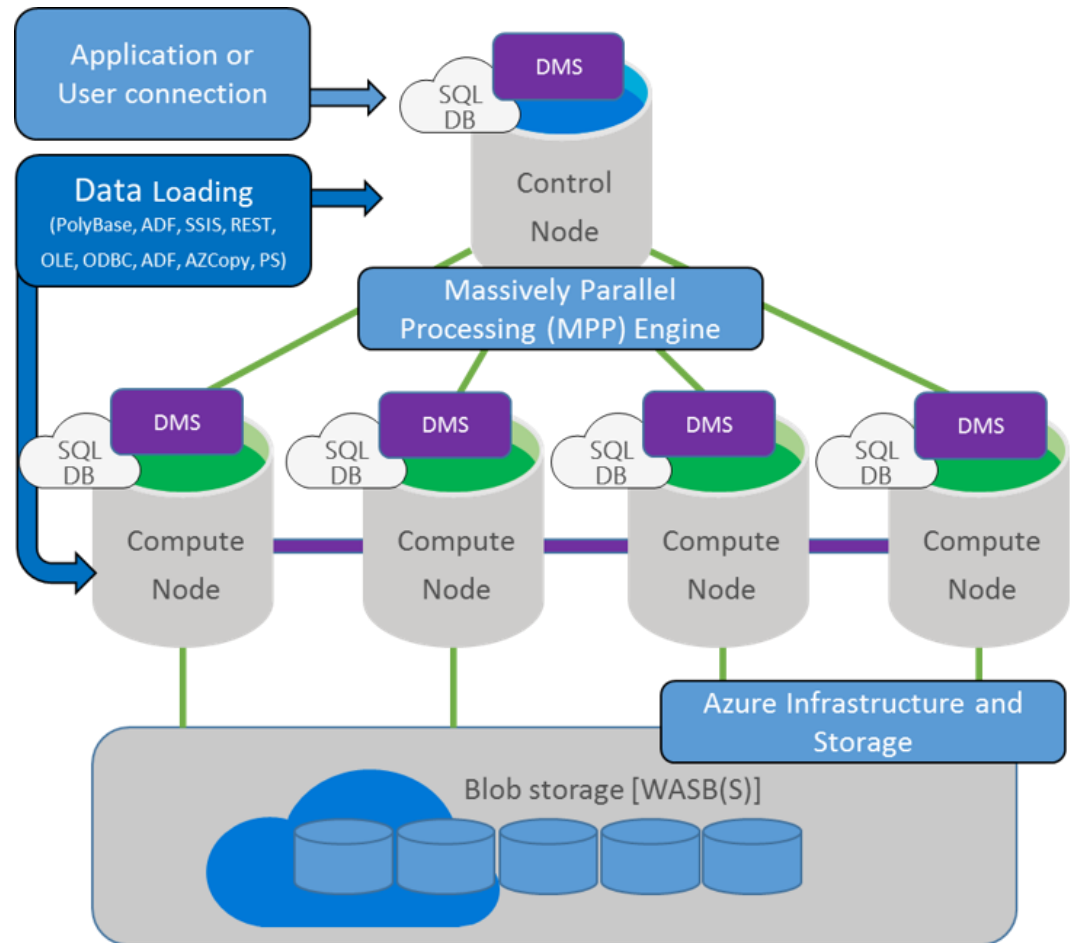 Application or
User connection
DMS
SQL
DB
Control
Node
Data Loading
(PolyBase, ADF, SSIS, REST,
OLE, ODBC, ADF, AZCopy, PS)
Massively Parallel
Processing (MPP) Engine
DMS
SQL
DB
Compute
Node
DMS
SQL
DB
Compute
Node
DMS
SQL
DB
Compute
Node
DMS
SQL
DB
Compute
Node
Azure Infrastructure and
Storage
Blob storage [WASB(S)]